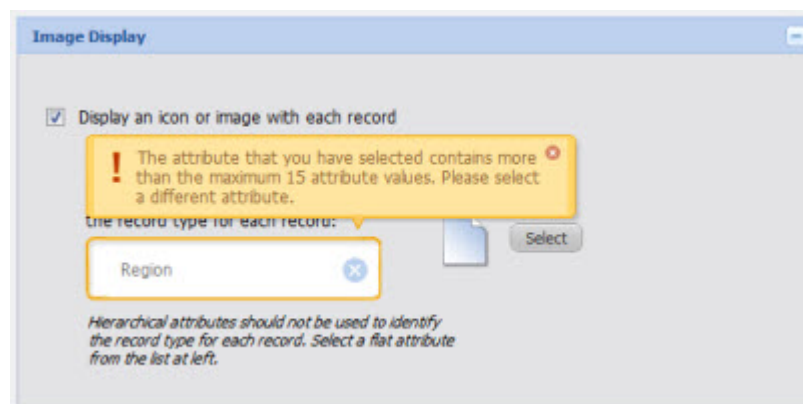 Image Display
Display an icon or image with each record
! The attribute that you have selected contains more
than the maximum 15 attribute values. Please select
a different attribute.
the record type for each record:
Select
Region
Hierarchical attributes should not be used to identify
the record type for each record. Select a flat attribute
from the list at left.